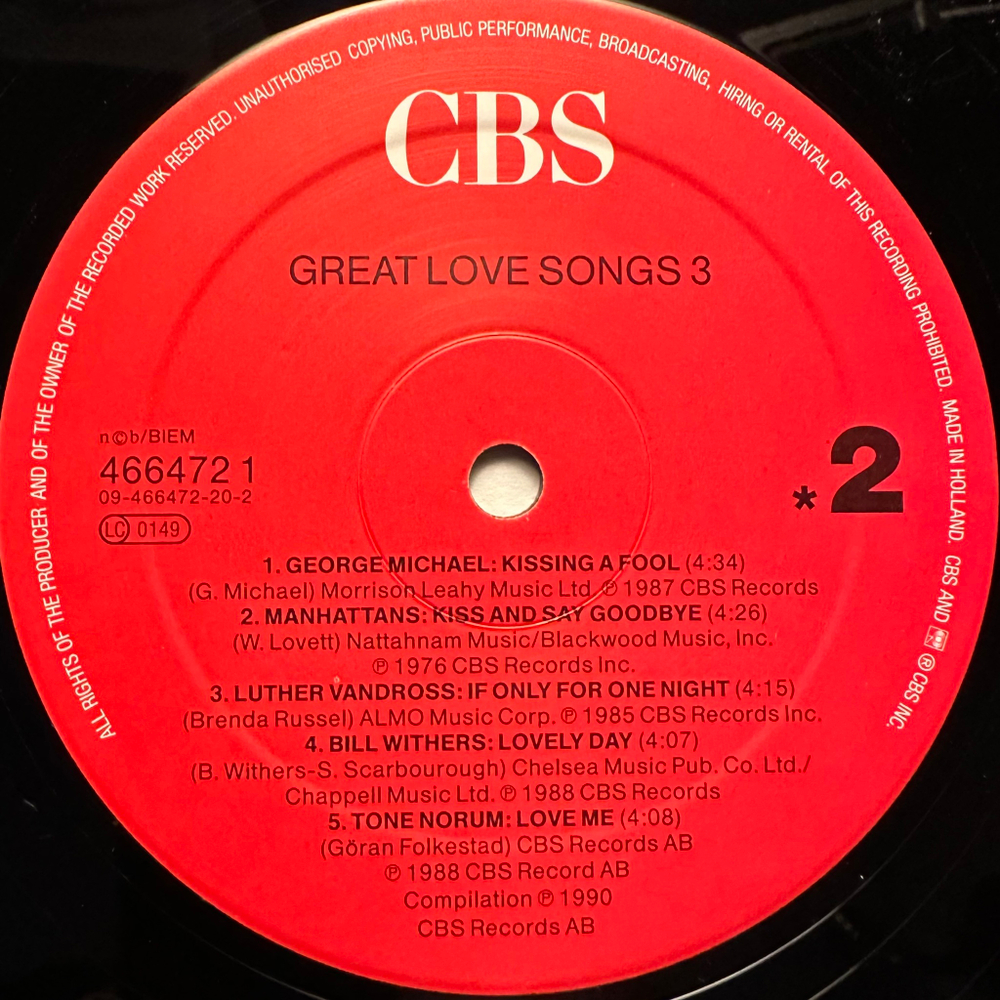 ALL RIGHTS OF THE PRODUCER AND OF THE OWNER OF THE RECORDED WORK RESERVED. UNAUTHORISED COPYING, PUBLIC PERFORMANCE, BROADCASTING, HIRING OR RENTAL OF THIS RECORDING PROHIBITED. MADE IN HOLLAND. CBS AND ® CBS INC.
CBS
GREAT LOVE SONGS 3
n©b/BIEM
466472 1
09-466472-20-2
LC 0149
*2
1. GEORGE MICHAEL: KISSING A FOOL (4:34)
(G. Michael) Morrison Leahy Music Ltd ℗ 1987 CBS Records
2. MANHATTANS: KISS AND SAY GOODBYE (4:26)
(W. Lovett) Nattahnam Music/Blackwood Music, Inc.
℗ 1976 CBS Records Inc.
3. LUTHER VANDROSS: IF ONLY FOR ONE NIGHT (4:15)
(Brenda Russel) ALMO Music Corp. ℗ 1985 CBS Records Inc.
4. BILL WITHERS: LOVELY DAY (4:07)
(B. Withers-S. Scarbourough) Chelsea Music Pub. Co. Ltd./
Chappell Music Ltd. ℗ 1988 CBS Records
5. TONE NORUM: LOVE ME (4:08)
(Göran Folkestad) CBS Records AB
℗ 1988 CBS Record AB
Compilation ℗ 1990
CBS Records AB